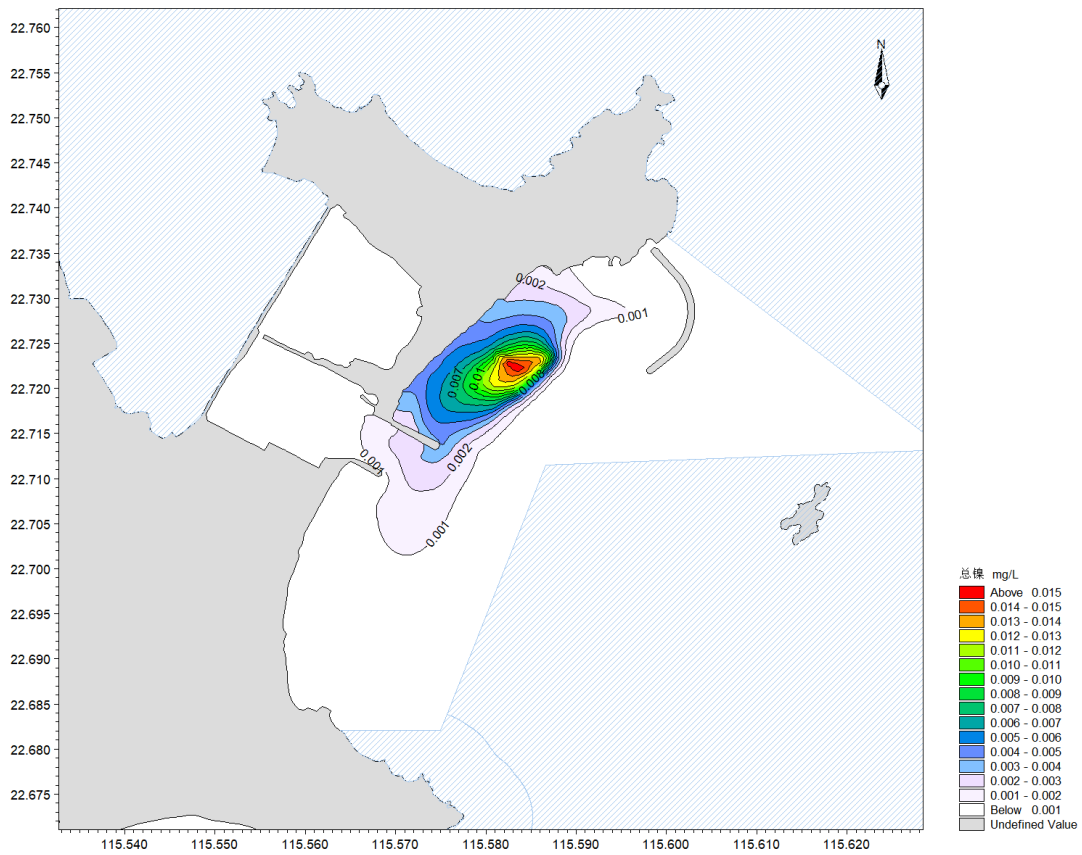 N
22.760
22.755
22.750
22.745
22.740
22.735
22.730
22.725
22.720
22.715
22.710
22.705
22.700
22.695
22.690
22.685
22.680
22.675
0.002
0.001
0.007
0.01
0.008
0.001
0.002
0.001
总镍 mg/L
Above 0.015
0.014 - 0.015
0.013 - 0.014
0.012 - 0.013
0.011 - 0.012
0.010 - 0.011
0.009 - 0.010
0.008 - 0.009
0.007 - 0.008
0.006 - 0.007
0.005 - 0.006
0.004 - 0.005
0.003 - 0.004
0.002 - 0.003
0.001 - 0.002
Below 0.001
Undefined Value
115.540 115.550 115.560 115.570 115.580 115.590 115.600 115.610 115.620